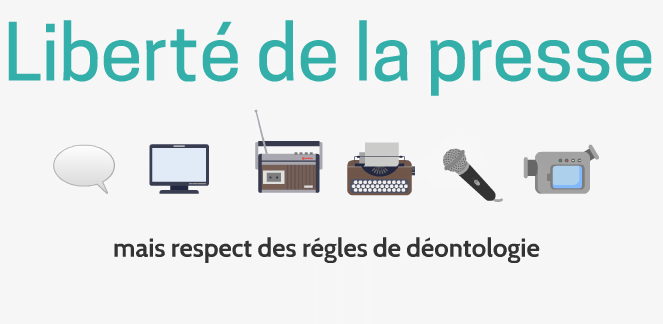 Liberté de la presse
mais respect des régles de déontologie